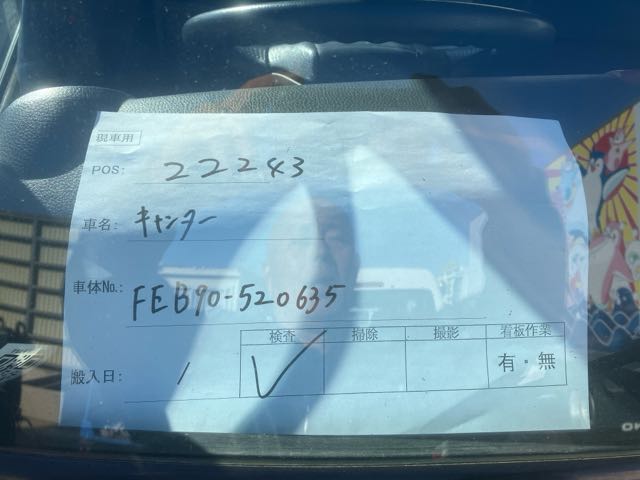 現車用
POS: 22243
車名: キャンター
車体No.: FEB90-520635
検査 掃除 撮影 看板作業
搬入日: / ✓ 有・無